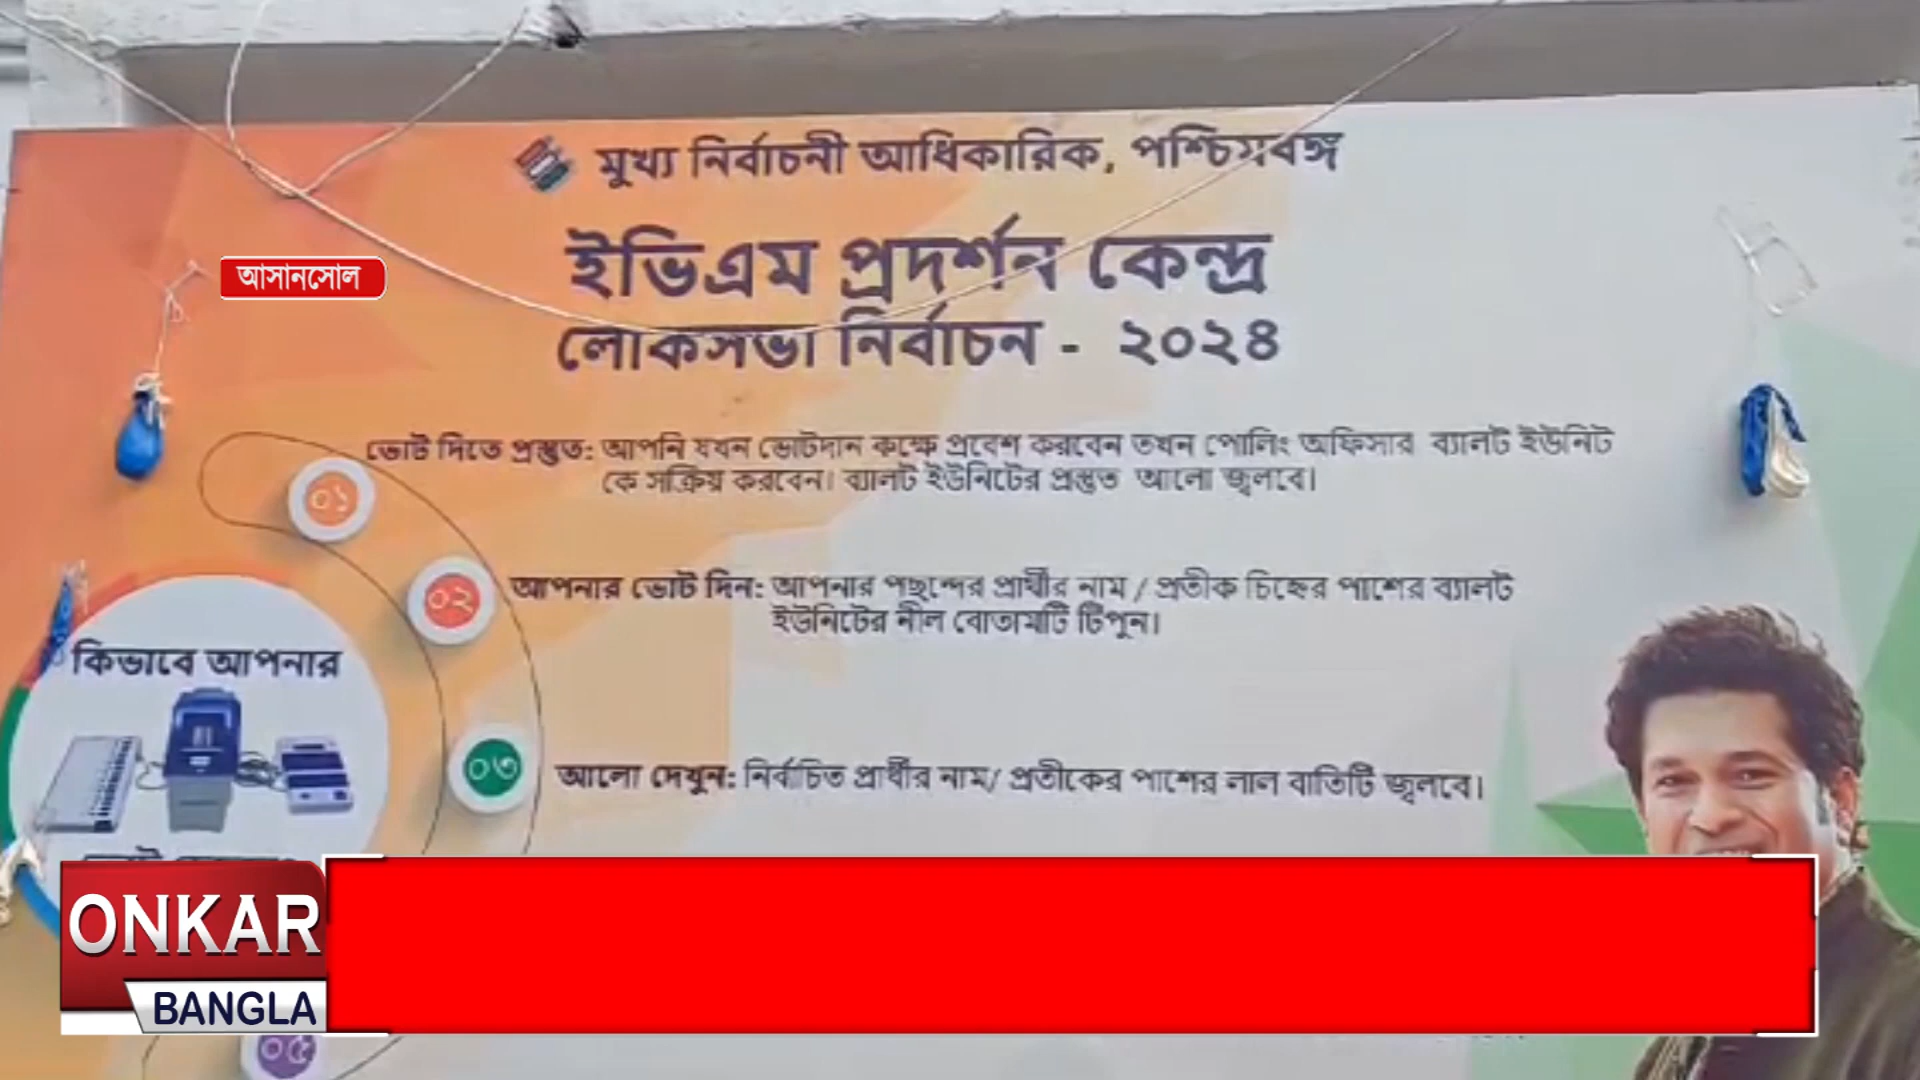 মুখ্য নির্বাচনী আধিকারিক, পশ্চিমবঙ্গ
ইভিএম প্রদর্শন কেন্দ্র
লোকসভা নির্বাচন - ২০২৪
আসানসোল
ভোট দিতে প্রস্তুত: আপনি যখন ভোটদান কক্ষে প্রবেশ করবেন তখন পোলিং অফিসার ব্যালট ইউনিট
কে সক্রিয় করবেন। ব্যালট ইউনিটের প্রস্তুত আলো জ্বলবে।
০১
আপনার ভোট দিন: আপনার পছন্দের প্রার্থীর নাম / প্রতীক চিহ্নের পাশের ব্যালট
ইউনিটের নীল বোতামটি টিপুন।
০২
কিভাবে আপনার
আলো দেখুন: নির্বাচিত প্রার্থীর নাম/ প্রতীকের পাশের লাল বাতিটি জ্বলবে।
০৩
ONKAR
BANGLA
০৫